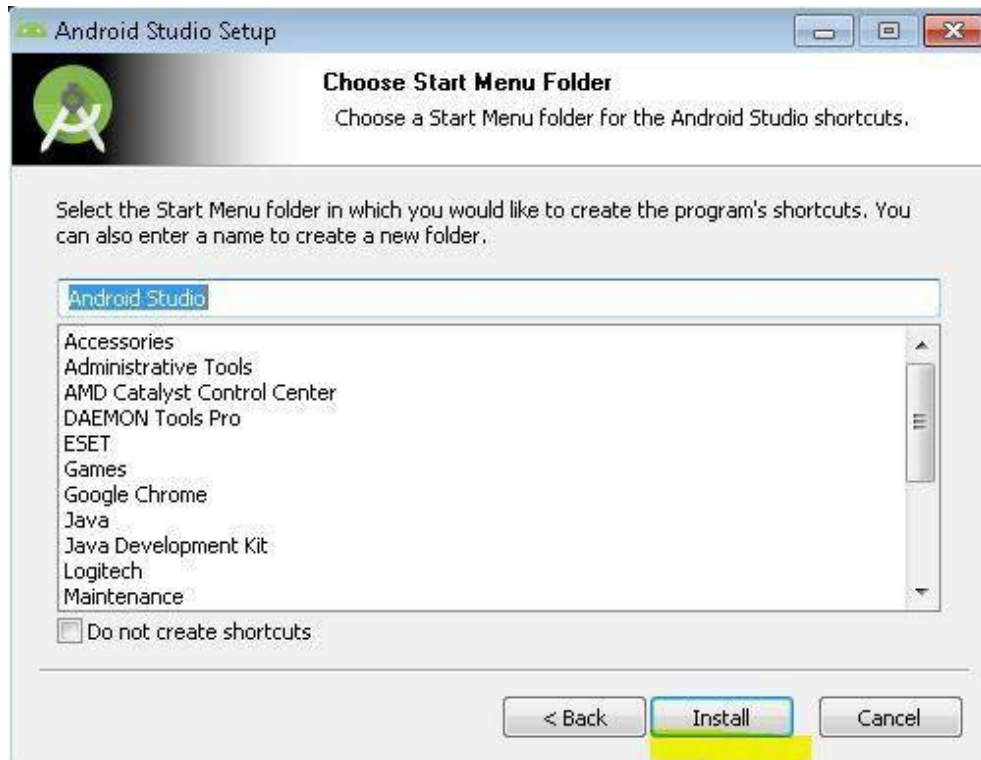 Android Studio Setup
Choose Start Menu Folder
Choose a Start Menu folder for the Android Studio shortcuts.
Select the Start Menu folder in which you would like to create the program's shortcuts. You
can also enter a name to create a new folder.
Android Studio
Accessories
Administrative Tools
AMD Catalyst Control Center
DAEMON Tools Pro
ESET
Games
Google Chrome
Java
Java Development Kit
Logitech
Maintenance
Do not create shortcuts
< Back Install Cancel